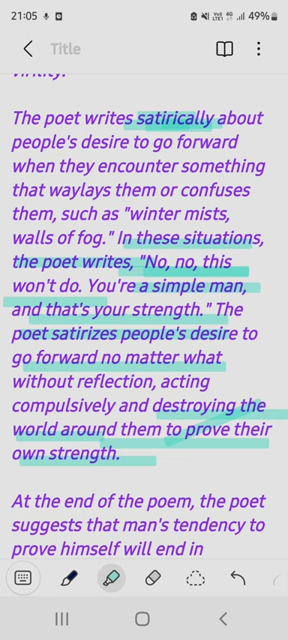 21:05
49%
Title
virility.
The poet writes satirically about
people's desire to go forward
when they encounter something
that waylays them or confuses
them, such as "winter mists,
walls of fog." In these situations,
the poet writes, "No, no, this
won't do. You're a simple man,
and that's your strength." The
poet satirizes people's desire to
go forward no matter what
without reflection, acting
compulsively and destroying the
world around them to prove their
own strength.
At the end of the poem, the poet
suggests that man's tendency to
prove himself will end in